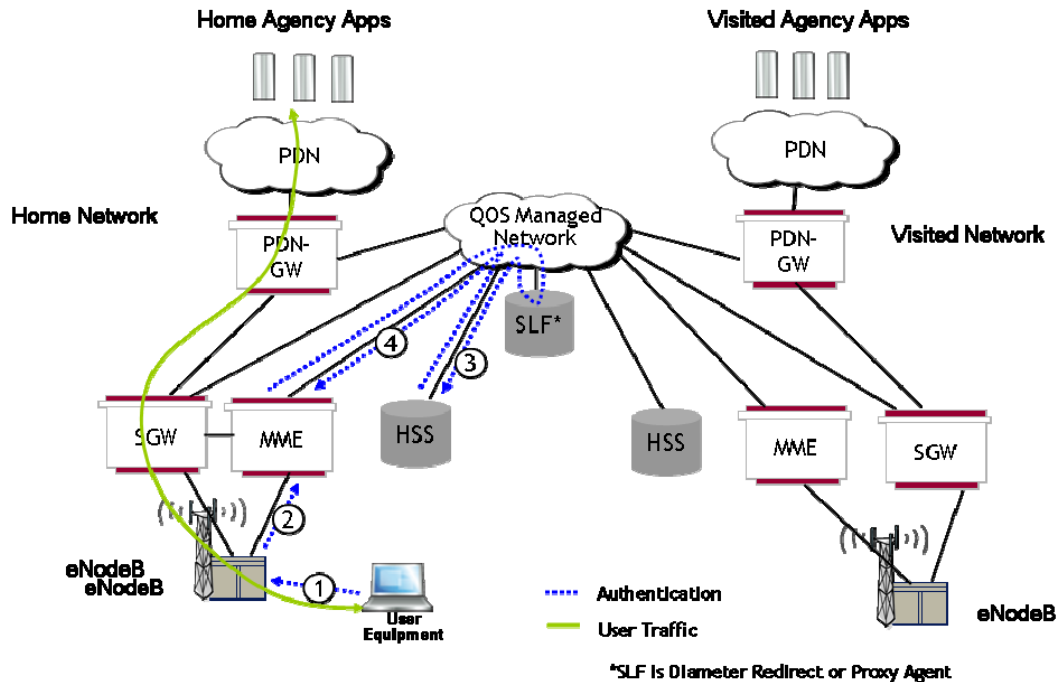 Home Agency Apps
Visited Agency Apps
PDN
PDN
Home Network
QOS Managed
Network
Visited Network
PDN-
GW
PDN-
GW
SLF*
4
3
SGW
MME
HSS
HSS
MME
SGW
2
eNodeB
eNodeB
1
User
Equipment
Authentication
User Traffic
eNodeB
*SLF is Diameter Redirect or Proxy Agent